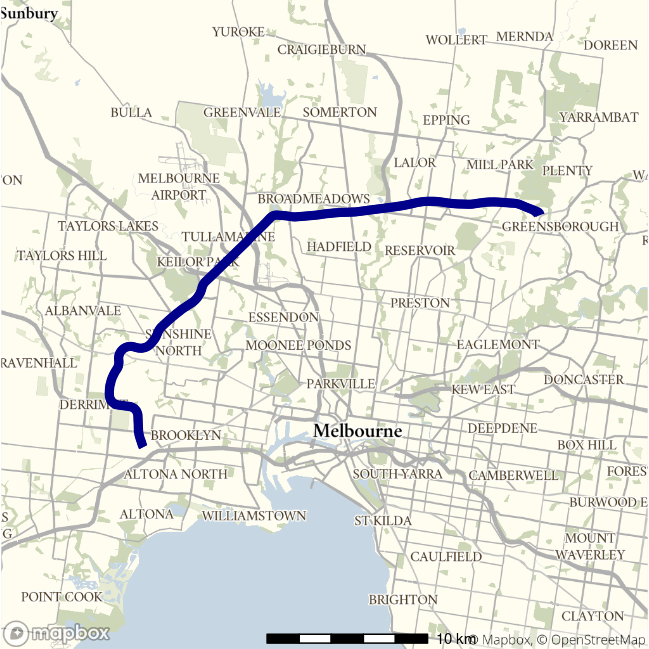 Sunbury
YUROKE
CRAIGIEBURN
WOLLERT
MERNDA
DOREEN
BULLA
GREENVALE
SOMERTON
EPPING
YARRAMBAT
LALOR
MILL PARK
PLENTY
MELBOURNE
AIRPORT
BROADMEADOWS
TAYLORS LAKES
TULLAMARINE
GREENSBOROUGH
HADFIELD
RESERVOIR
TAYLORS HILL
KEILOR PARK
PRESTON
ALBANVALE
ESSENDON
SUNSHINE
NORTH
MOONEE PONDS
EAGLEMONT
RAVENHALL
PARKVILLE
KEW EAST
DONCASTER
DERRIM
BROOKLYN
Melbourne
DEEPDENE
BOX HILL
ALTONA NORTH
SOUTH YARRA
CAMBERWELL
FORES
BURWOOD E
ALTONA
WILLIAMSTOWN
ST KILDA
MOUNT
WAVERLEY
CAULFIELD
POINT COOK
BRIGHTON
CLAYTON
mapbox
10 km
© Mapbox, © OpenStreetMap